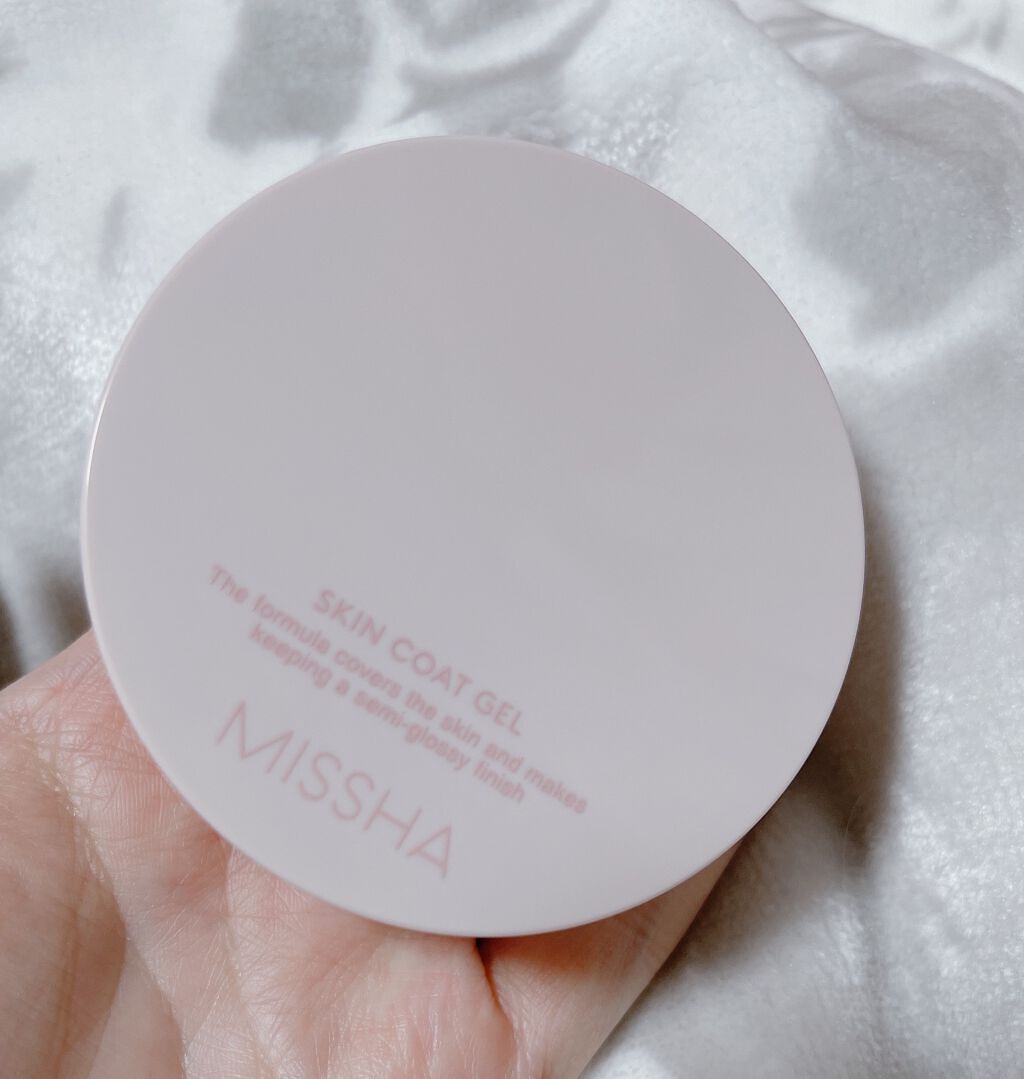 SKIN COAT GEL
The formula covers the skin and makes
keeping a semi-glossy finish
MISSHA